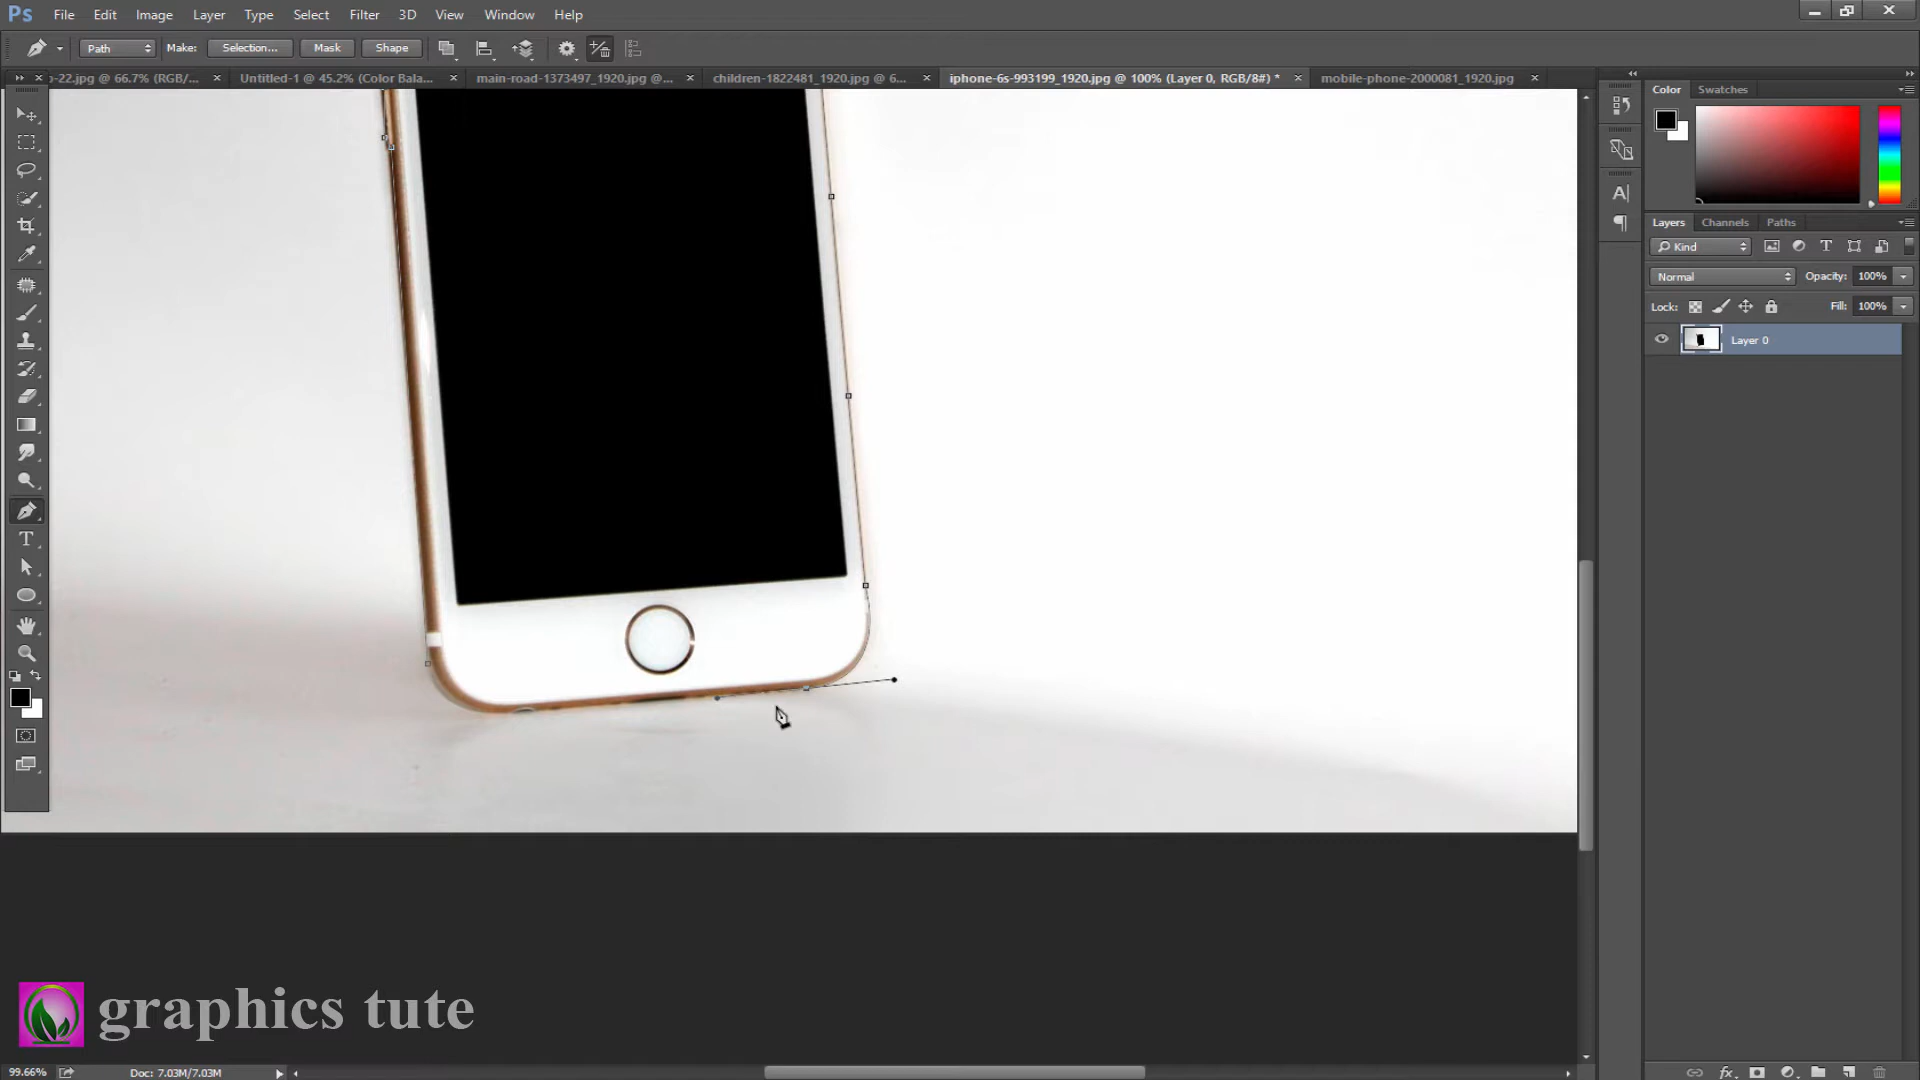 Ps File Edit Image Layer Type Select Filter 3D View Window Help
Path Make: Selection... Mask Shape
-22.jpg @ 66.7% (RGB/... Untitled-1 @ 45.2% (Color Bala... main-road-1373497_1920.jpg @... children-1822481_1920.jpg @ 6... iphone-6s-993199_1920.jpg @ 100% (Layer 0, RGB/8#) * mobile-phone-2000081_1920.jpg
Color Swatches
Layers Channels Paths
Kind
Normal Opacity: 100%
Lock: Fill: 100%
Layer 0
graphics tute
99.66% Doc: 7.03M/7.03M